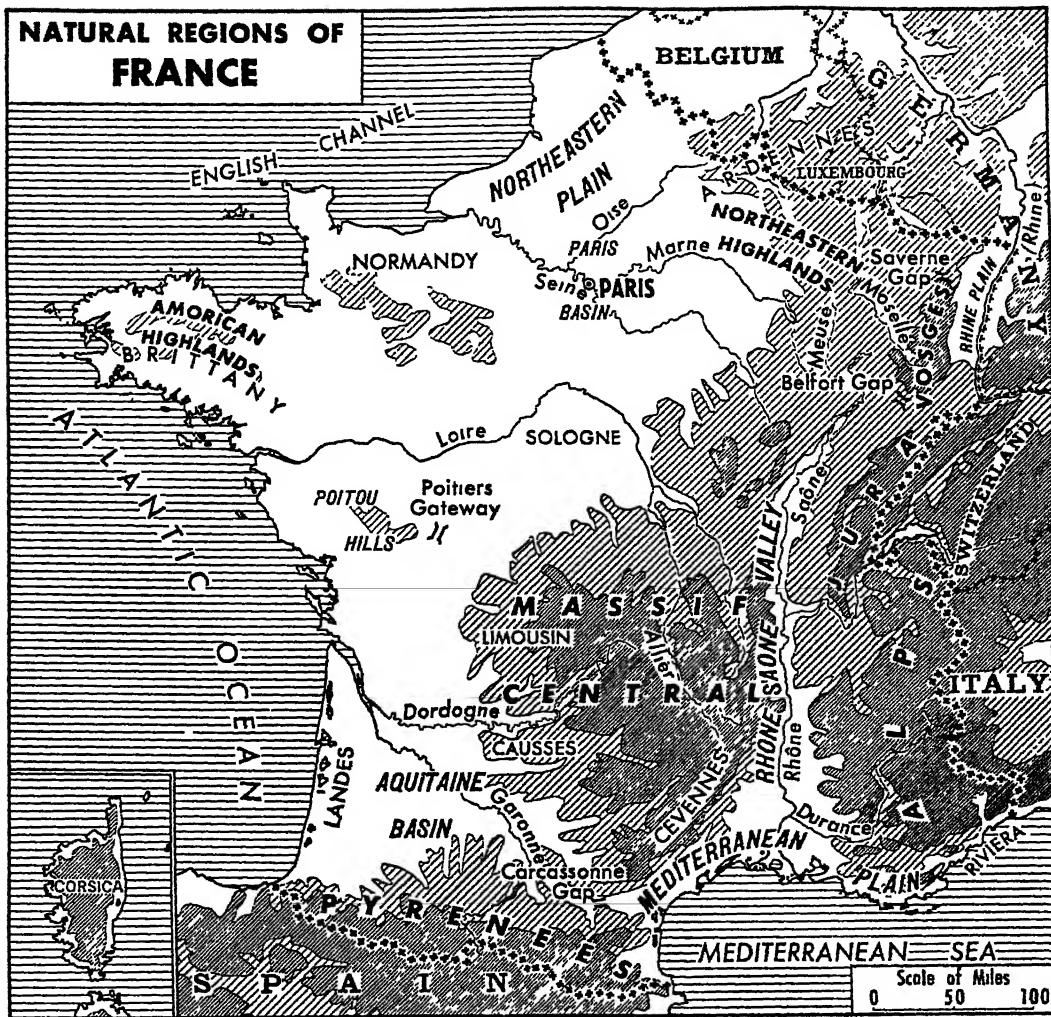 NATURAL REGIONS OF
FRANCE
BELGIUM
GERMANY
ENGLISH CHANNEL
NORTHEASTERN
PLAIN
ARDENNES
LUXEMBOURG
Oise
PARIS
BASIN
NORTHEASTERN
HIGHLANDS
Marne
Saverne
Gap
Rhine
RHINE PLAIN
NORMANDY
Seine
PARIS
Meuse
Moselle
VOSGES
AMORICAN
HIGHLANDS
BRITTANY
Belfort Gap
ATLANTIC OCEAN
Loire
SOLOGNE
SWITZERLAND
JURA
POITOU
HILLS
Poitiers
Gateway
Saône
RHONE SAONE VALLEY
MASSIF
CENTRAL
LIMOUSIN
Allier
ALPS
ITALY
Dordogne
CAUSSES
Rhône
LANDES
AQUITAINE
BASIN
Garonne
CEVENNES
Durance
MEDITERRANEAN
PLAIN
RIVIERA
Carcassonne
Gap
CORSICA
PYRENEES
SPAIN
MEDITERRANEAN SEA
Scale of Miles
0 50 100